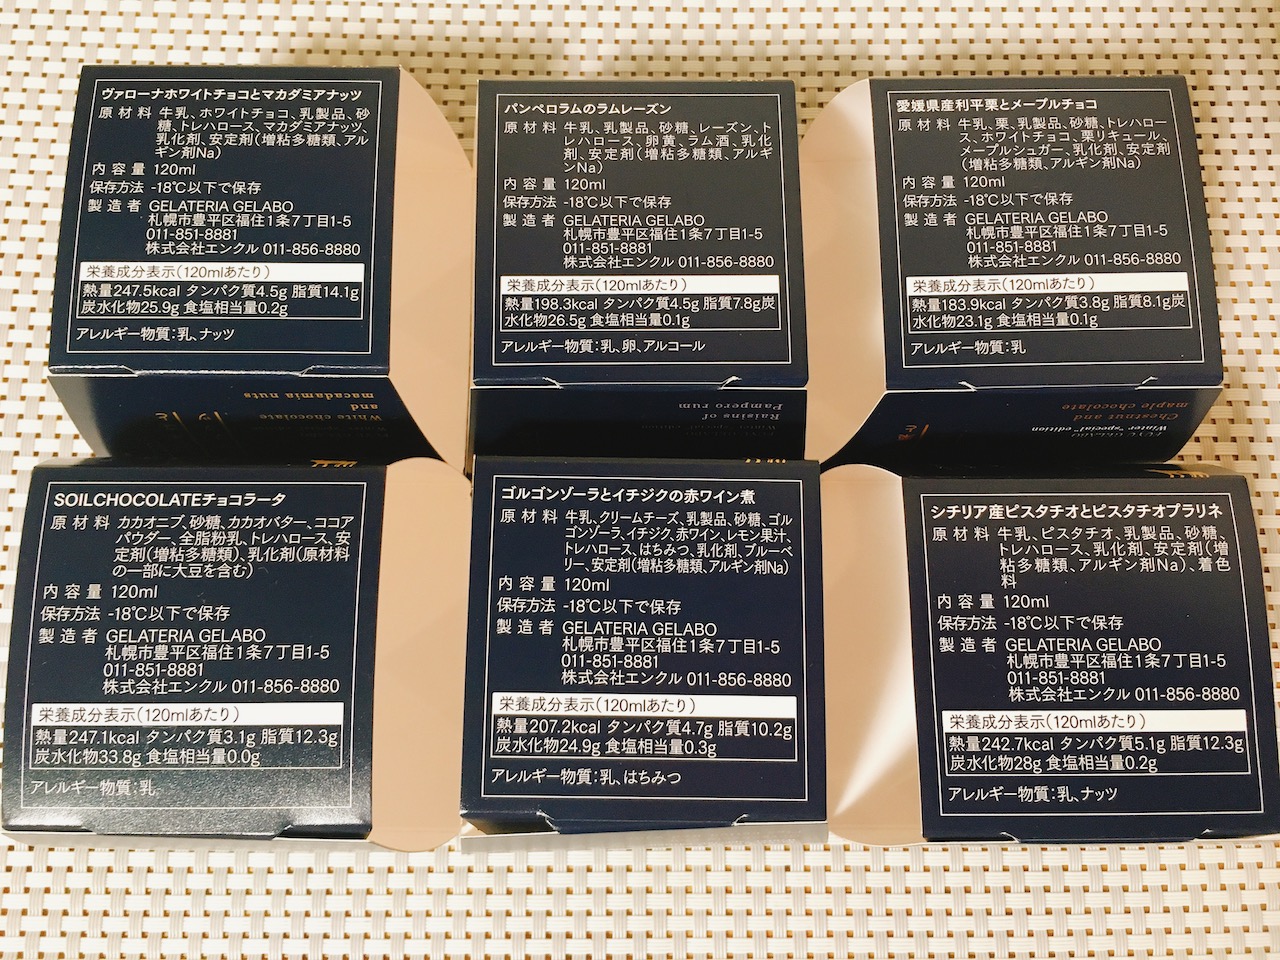 ヴァローナホワイトチョコとマカダミアナッツ
原材料 牛乳、ホワイトチョコ、乳製品、砂
糖、トレハロース、マカダミアナッツ、
乳化剤、安定剤(増粘多糖類、アル
ギン剤Na)
内容量 120ml
保存方法 -18℃以下で保存
製造者 GELATERIA GELABO
札幌市豊平区福住1条7丁目1-5
011-851-8881
株式会社エンクル 011-856-8880
栄養成分表示(120mlあたり)
熱量247.5kcal タンパク質4.5g 脂質14.1g
炭水化物25.9g 食塩相当量0.2g
アレルギー物質:乳、ナッツ
White chocolate
and
macadamia nuts
パンペロラムのラムレーズン
原材料 牛乳、乳製品、砂糖、レーズン、ト
レハロース、卵黄、ラム酒、乳化
剤、安定剤(増粘多糖類、アルギ
ンNa)
内容量 120ml
保存方法 -18℃以下で保存
製造者 GELATERIA GELABO
札幌市豊平区福住1条7丁目1-5
011-851-8881
株式会社エンクル 011-856-8880
栄養成分表示(120mlあたり)
熱量198.3kcal タンパク質4.5g 脂質7.8g炭
水化物26.5g 食塩相当量0.1g
アレルギー物質:乳、卵、アルコール
Winter "special" edition
Raisins of
Pampero rum
愛媛県産利平栗とメープルチョコ
原材料 牛乳、栗、乳製品、砂糖、トレハロー
ス、ホワイトチョコ、栗リキュール、
メープルシュガー、乳化剤、安定剤
(増粘多糖類、アルギン剤Na)
内容量 120ml
保存方法 -18℃以下で保存
製造者 GELATERIA GELABO
札幌市豊平区福住1条7丁目1-5
011-851-8881
株式会社エンクル 011-856-8880
栄養成分表示(120mlあたり)
熱量183.9kcal タンパク質3.8g 脂質8.1g炭
水化物23.1g 食塩相当量0.1g
アレルギー物質:乳
FUYU GELABO
Winter "special" edition
Chestnut and
maple chocolate
SOILCHOCOLATEチョコラータ
原材料 カカオニブ、砂糖、カカオバター、ココア
パウダー、全脂粉乳、トレハロース、安
定剤(増粘多糖類)、乳化剤(原材料
の一部に大豆を含む)
内容量 120ml
保存方法 -18℃以下で保存
製造者 GELATERIA GELABO
札幌市豊平区福住1条7丁目1-5
011-851-8881
株式会社エンクル 011-856-8880
栄養成分表示(120mlあたり)
熱量247.1kcal タンパク質3.1g 脂質12.3g
炭水化物33.8g 食塩相当量0.0g
アレルギー物質:乳
ゴルゴンゾーラとイチジクの赤ワイン煮
原材料 牛乳、クリームチーズ、乳製品、砂糖、ゴル
ゴンゾーラ、イチジク、赤ワイン、レモン果汁、
トレハロース、はちみつ、乳化剤、ブルーベ
リー、安定剤(増粘多糖類、アルギン剤Na)
内容量 120ml
保存方法 -18℃以下で保存
製造者 GELATERIA GELABO
札幌市豊平区福住1条7丁目1-5
011-851-8881
株式会社エンクル 011-856-8880
栄養成分表示(120mlあたり)
熱量207.2kcal タンパク質4.7g 脂質10.2g
炭水化物24.9g 食塩相当量0.3g
アレルギー物質:乳、はちみつ
シチリア産ピスタチオとピスタチオプラリネ
原材料 牛乳、ピスタチオ、乳製品、砂糖、
トレハロース、乳化剤、安定剤(増
粘多糖類、アルギン剤Na)、着色
料
内容量 120ml
保存方法 -18℃以下で保存
製造者 GELATERIA GELABO
札幌市豊平区福住1条7丁目1-5
011-851-8881
株式会社エンクル 011-856-8880
栄養成分表示(120mlあたり)
熱量242.7kcal タンパク質5.1g 脂質12.3g
炭水化物28g 食塩相当量0.2g
アレルギー物質:乳、ナッツ